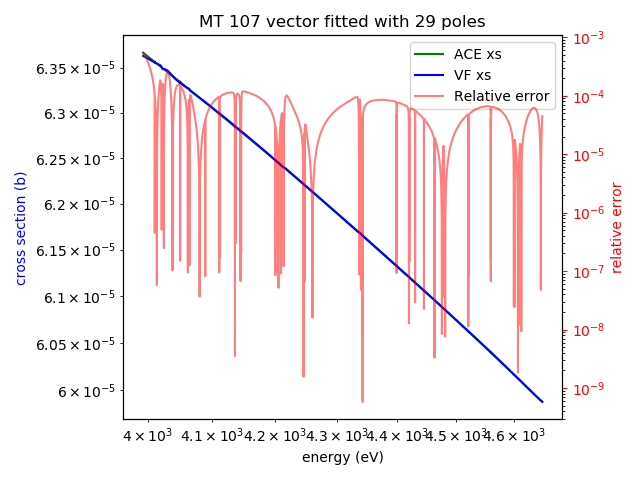 MT 107 vector fitted with 29 poles
ACE xs
VF xs
Relative error
cross section (b)
6.35 × 10⁻⁵
6.3 × 10⁻⁵
6.25 × 10⁻⁵
6.2 × 10⁻⁵
6.15 × 10⁻⁵
6.1 × 10⁻⁵
6.05 × 10⁻⁵
6 × 10⁻⁵
10⁻³
10⁻⁴
10⁻⁵
10⁻⁶
10⁻⁷
10⁻⁸
10⁻⁹
relative error
4 × 10³ 4.1 × 10³ 4.2 × 10³ 4.3 × 10³ 4.4 × 10³ 4.5 × 10³ 4.6 × 10³
energy (eV)